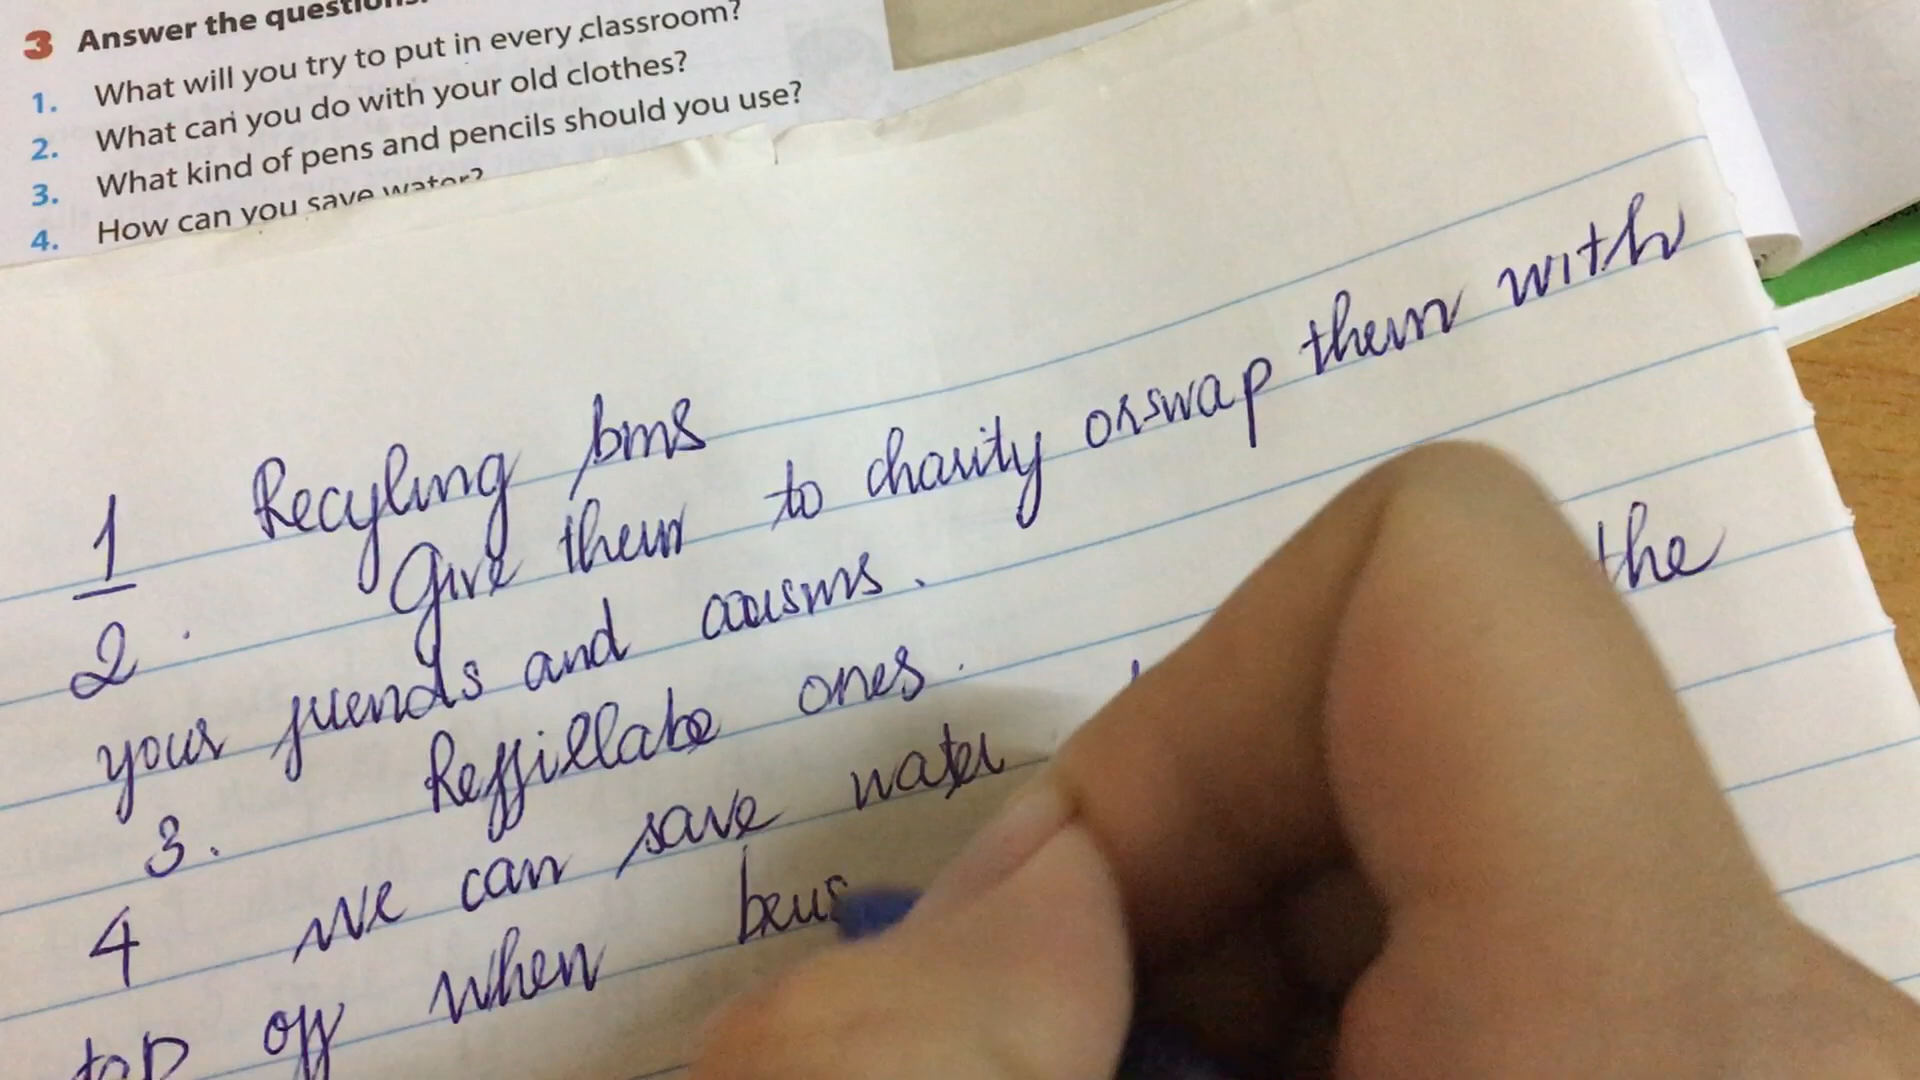 3 Answer the questions.
1. What will you try to put in every classroom?
2. What can you do with your old clothes?
3. What kind of pens and pencils should you use?
4. How can you save water?
1 Recyling bins
2. Give them to charity or swap them with
your friends and cousins.
3. Reffillabe ones.
4 We can save water the
tap off when brus